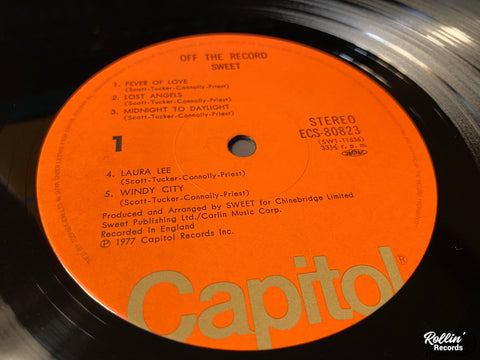 OFF THE RECORD
SWEET
1. FEVER OF LOVE
(Scott-Tucker-Connolly-Priest)
2. LOST ANGELS
(Scott-Tucker-Connolly-Priest)
3. MIDNIGHT TO DAYLIGHT
(Scott-Tucker-Connolly-Priest)
1
STEREO
ECS-80823
(SW1-11636)
33⅓ r. p. m.
4. LAURA LEE
(Scott-Tucker-Connolly-Priest)
5. WINDY CITY
(Scott-Tucker-Connolly-Priest)
Produced and Arranged by SWEET for Chinebridge Limited
Sweet Publishing Ltd./Carlin Music Corp.
Recorded in England
℗ 1977 Capitol Records Inc.
Capitol®
Rollin'
Records